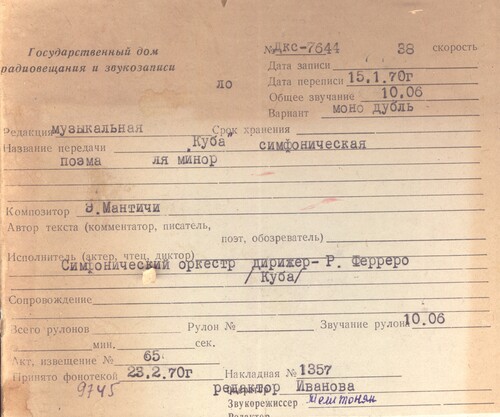 Государственный дом
радиовещания и звукозаписи
ЛО
№ ДКС-7644 38 скорость
Дата записи
Дата переписи 15.1.70г
Общее звучание 10.06
Вариант моно дубль
Редакция музыкальная Срок хранения
Название передачи "Куба" симфоническая
поэма ля минор
Композитор Э.Мантичи
Автор текста (комментатор, писатель,
поэт, обозреватель)
Исполнитель (актер, чтец, диктор)
Симфонический оркестр дирижер- Р. Ферреро
/Куба/
Сопровождение
Всего рулонов Рулон № Звучание рулон 10.06
мин. сек.
Акт, извещение № 65
Принято фонотекой 23.2.70г Накладная № 1357
9745 редактор Иванова
Звукорежиссер Мештонян
Редактор